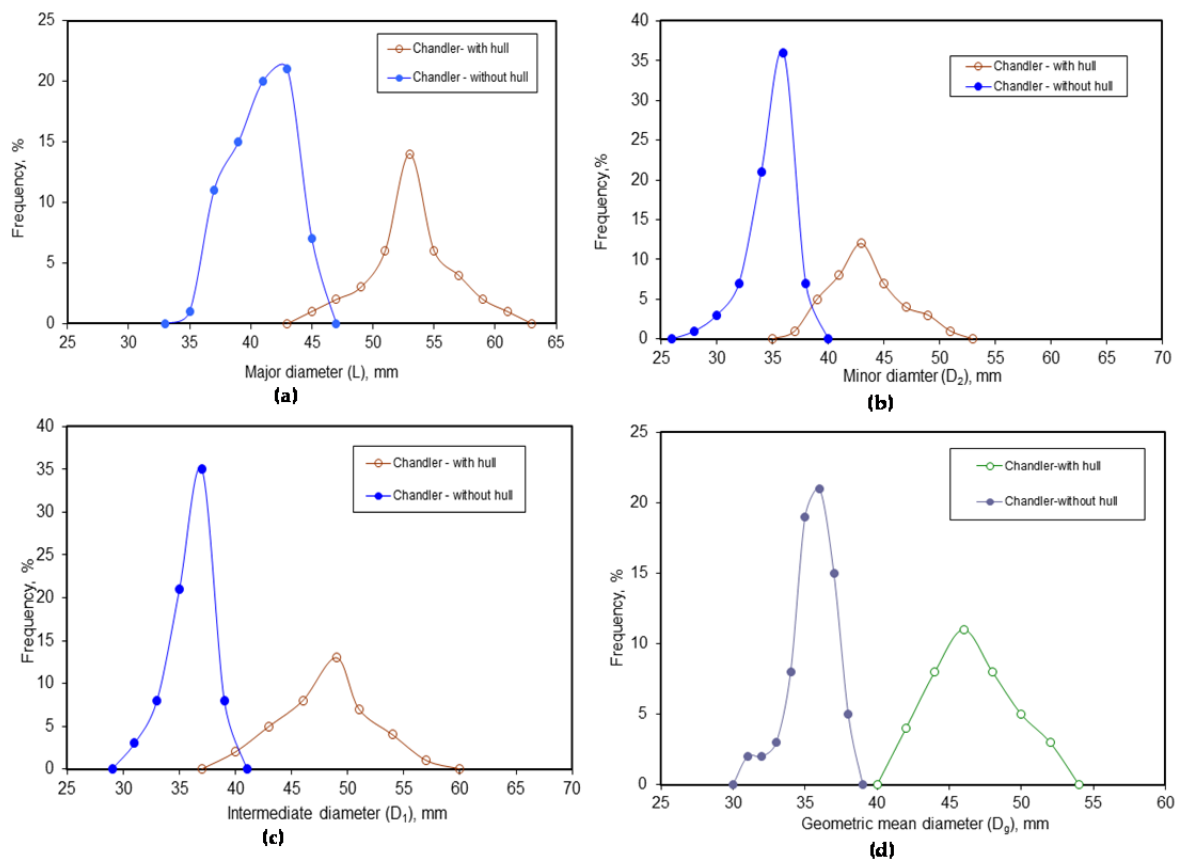 25
20
15
10
5
0
Frequency, %
Chandler- with hull
Chandler - without hull
25 35 45 55 65
Major diameter (L), mm
(a)
40
35
30
25
20
15
10
5
0
Frequency,%
Chandler - with hull
Chandler - without hull
25 30 35 40 45 50 55 60 65 70
Minor diamter (D₂), mm
(b)
40
35
30
25
20
15
10
5
0
Frequency, %
Chandler - with hull
Chandler - without hull
25 30 35 40 45 50 55 60 65 70
Intermediate diameter (D₁), mm
(c)
25
20
15
10
5
0
Frequency, %
Chandler-with hull
Chandler-without hull
25 30 35 40 45 50 55 60
Geometric mean diameter (Dg), mm
(d)